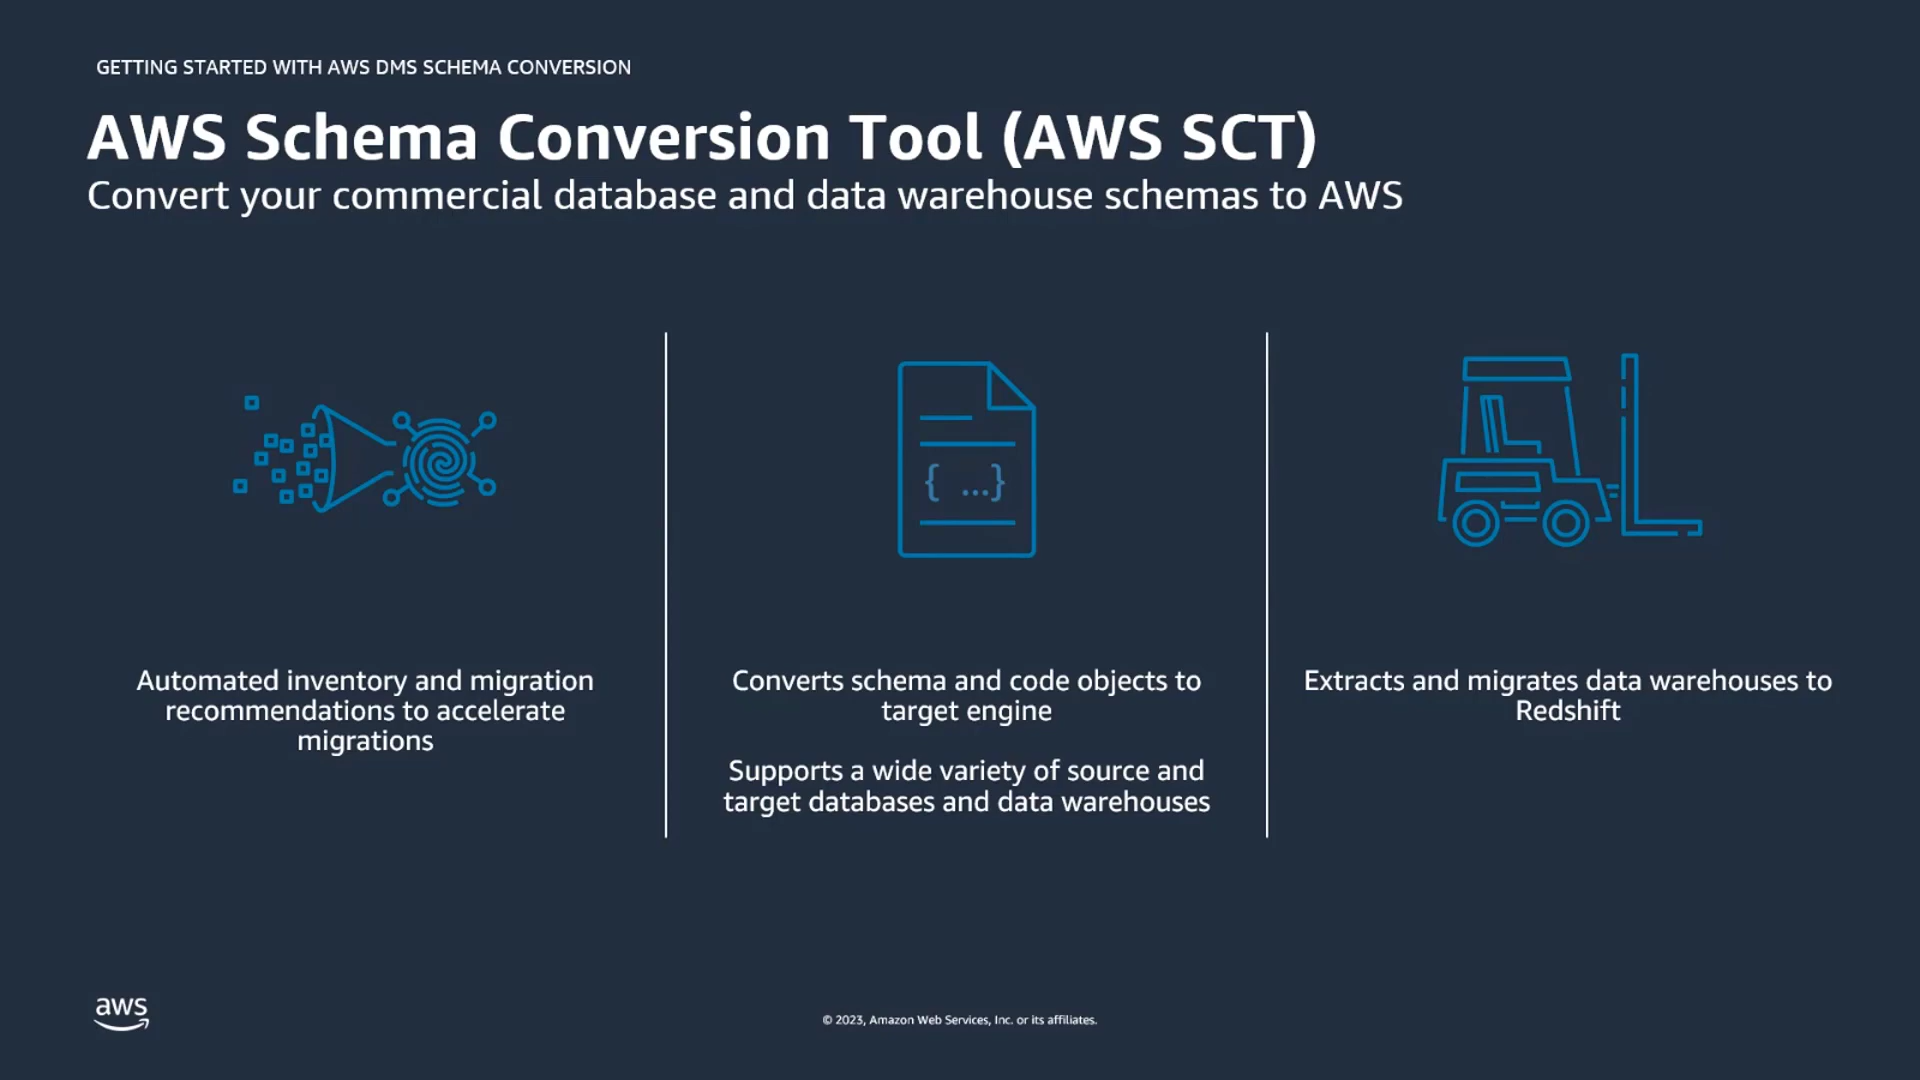 GETTING STARTED WITH AWS DMS SCHEMA CONVERSION
AWS Schema Conversion Tool (AWS SCT)
Convert your commercial database and data warehouse schemas to AWS
{ ...}
Automated inventory and migration
recommendations to accelerate
migrations
Converts schema and code objects to
target engine
Supports a wide variety of source and
target databases and data warehouses
Extracts and migrates data warehouses to
Redshift
aws
© 2023, Amazon Web Services, Inc. or its affiliates.